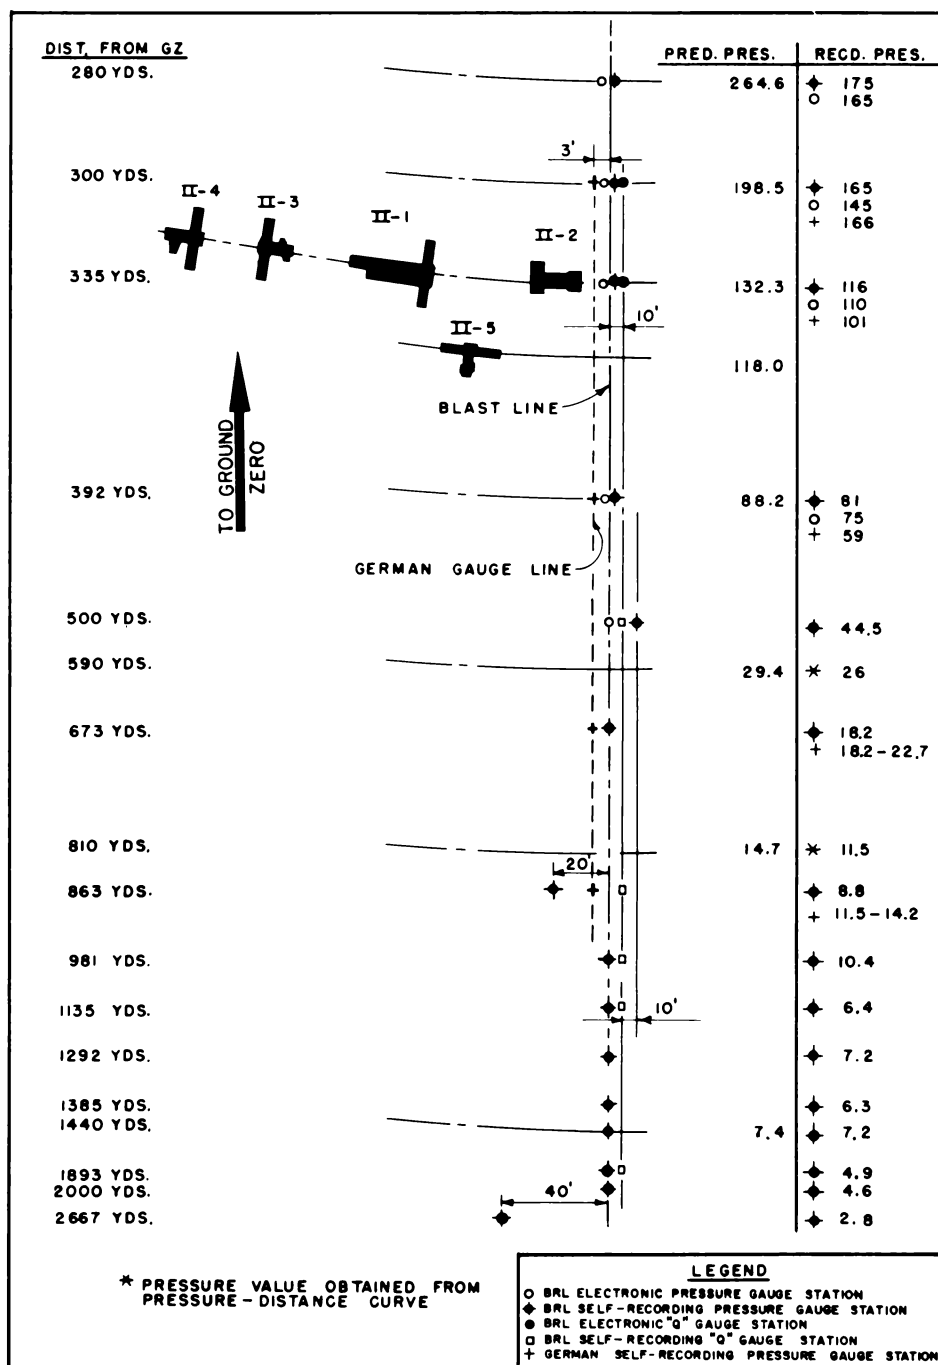 DIST. FROM GZ PRED. PRES. RECD. PRES.
280 YDS. 264.6 175
165
3'
300 YDS. 198.5 165
145
166
II-4 II-3 II-1 II-2
335 YDS. 132.3 116
110
101
10'
II-5
118.0
BLAST LINE
TO GROUND ZERO
392 YDS. 88.2 81
75
59
GERMAN GAUGE LINE
500 YDS. 44.5
590 YDS. 29.4 * 26
673 YDS. 18.2
+ 18.2-22.7
810 YDS. 14.7 * 11.5
20'
863 YDS. 8.8
+ 11.5-14.2
981 YDS. 10.4
1135 YDS. 10' 6.4
1292 YDS. 7.2
1385 YDS. 6.3
1440 YDS. 7.4 7.2
1893 YDS. 4.9
2000 YDS. 40' 4.6
2667 YDS. 2.8
* PRESSURE VALUE OBTAINED FROM
PRESSURE-DISTANCE CURVE
LEGEND
BRL ELECTRONIC PRESSURE GAUGE STATION
BRL SELF-RECORDING PRESSURE GAUGE STATION
BRL ELECTRONIC "Q" GAUGE STATION
BRL SELF-RECORDING "Q" GAUGE STATION
+ GERMAN SELF-RECORDING PRESSURE GAUGE STATION